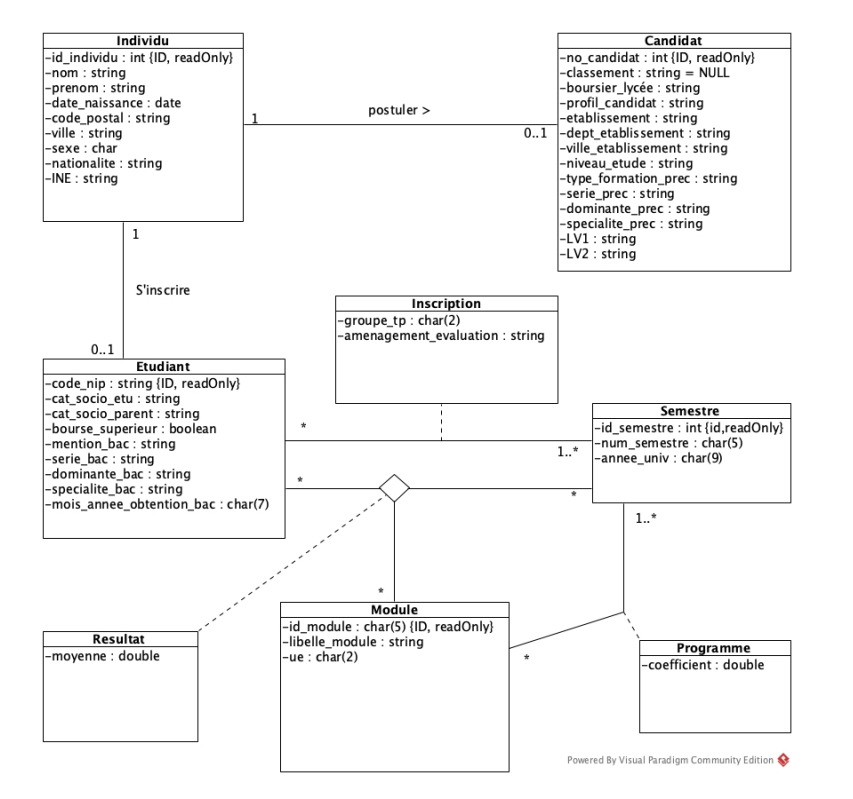 Individu
-id_individu : int {ID, readOnly}
-nom : string
-prenom : string
-date_naissance : date
-code_postal : string
-ville : string
-sexe : char
-nationalite : string
-INE : string
1
postuler >
0..1
Candidat
-no_candidat : int {ID, readOnly}
-classement : string = NULL
-boursier_lycée : string
-profil_candidat : string
-etablissement : string
-dept_etablissement : string
-ville_etablissement : string
-niveau_etude : string
-type_formation_prec : string
-serie_prec : string
-dominante_prec : string
-specialite_prec : string
-LV1 : string
-LV2 : string
1
S'inscrire
0..1
Inscription
-groupe_tp : char(2)
-amenagement_evaluation : string
Etudiant
-code_nip : string {ID, readOnly}
-cat_socio_etu : string
-cat_socio_parent : string
-bourse_superieur : boolean
-mention_bac : string
-serie_bac : string
-dominante_bac : string
-specialite_bac : string
-mois_annee_obtention_bac : char(7)
*
1..*
*
*
Semestre
-id_semestre : int {id,readOnly}
-num_semestre : char(5)
-annee_univ : char(9)
1..*
*
Module
-id_module : char(5) {ID, readOnly}
-libelle_module : string
-ue : char(2)
*
Resultat
-moyenne : double
Programme
-coefficient : double
Powered By Visual Paradigm Community Edition